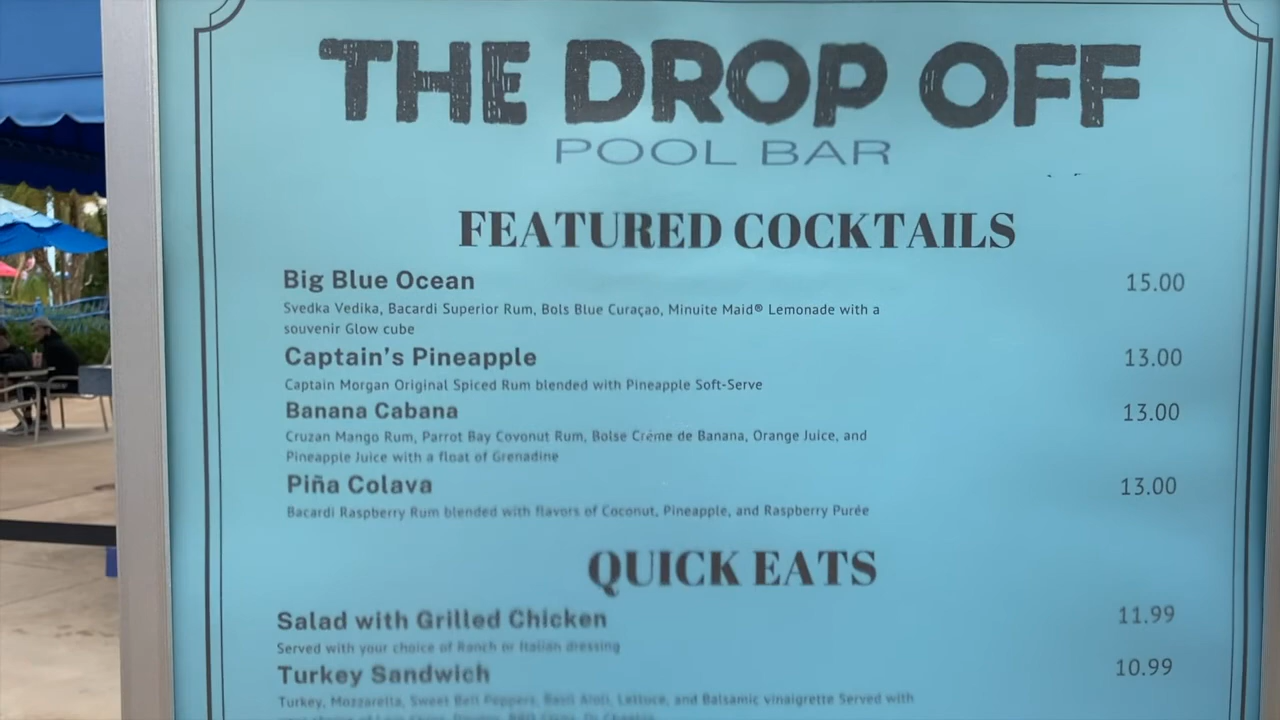 THE DROP OFF
POOL BAR
FEATURED COCKTAILS
Big Blue Ocean 15.00
Svedka Vedika, Bacardi Superior Rum, Bols Blue Curaçao, Minuite Maid® Lemonade with a
souvenir Glow cube
Captain's Pineapple 13.00
Captain Morgan Original Spiced Rum blended with Pineapple Soft-Serve
Banana Cabana 13.00
Cruzan Mango Rum, Parrot Bay Covonut Rum, Bolse Crème de Banana, Orange Juice, and
Pineapple Juice with a float of Grenadine
Piña Colava 13.00
Bacardi Raspberry Rum blended with flavors of Coconut, Pineapple, and Raspberry Purée
QUICK EATS
Salad with Grilled Chicken 11.99
Served with your choice of Ranch or Italian dressing
Turkey Sandwich 10.99
Turkey, Mozzarella, Sweet Bell Peppers, Basil Aioli, Lettuce, and Balsamic vinaigrette Served with